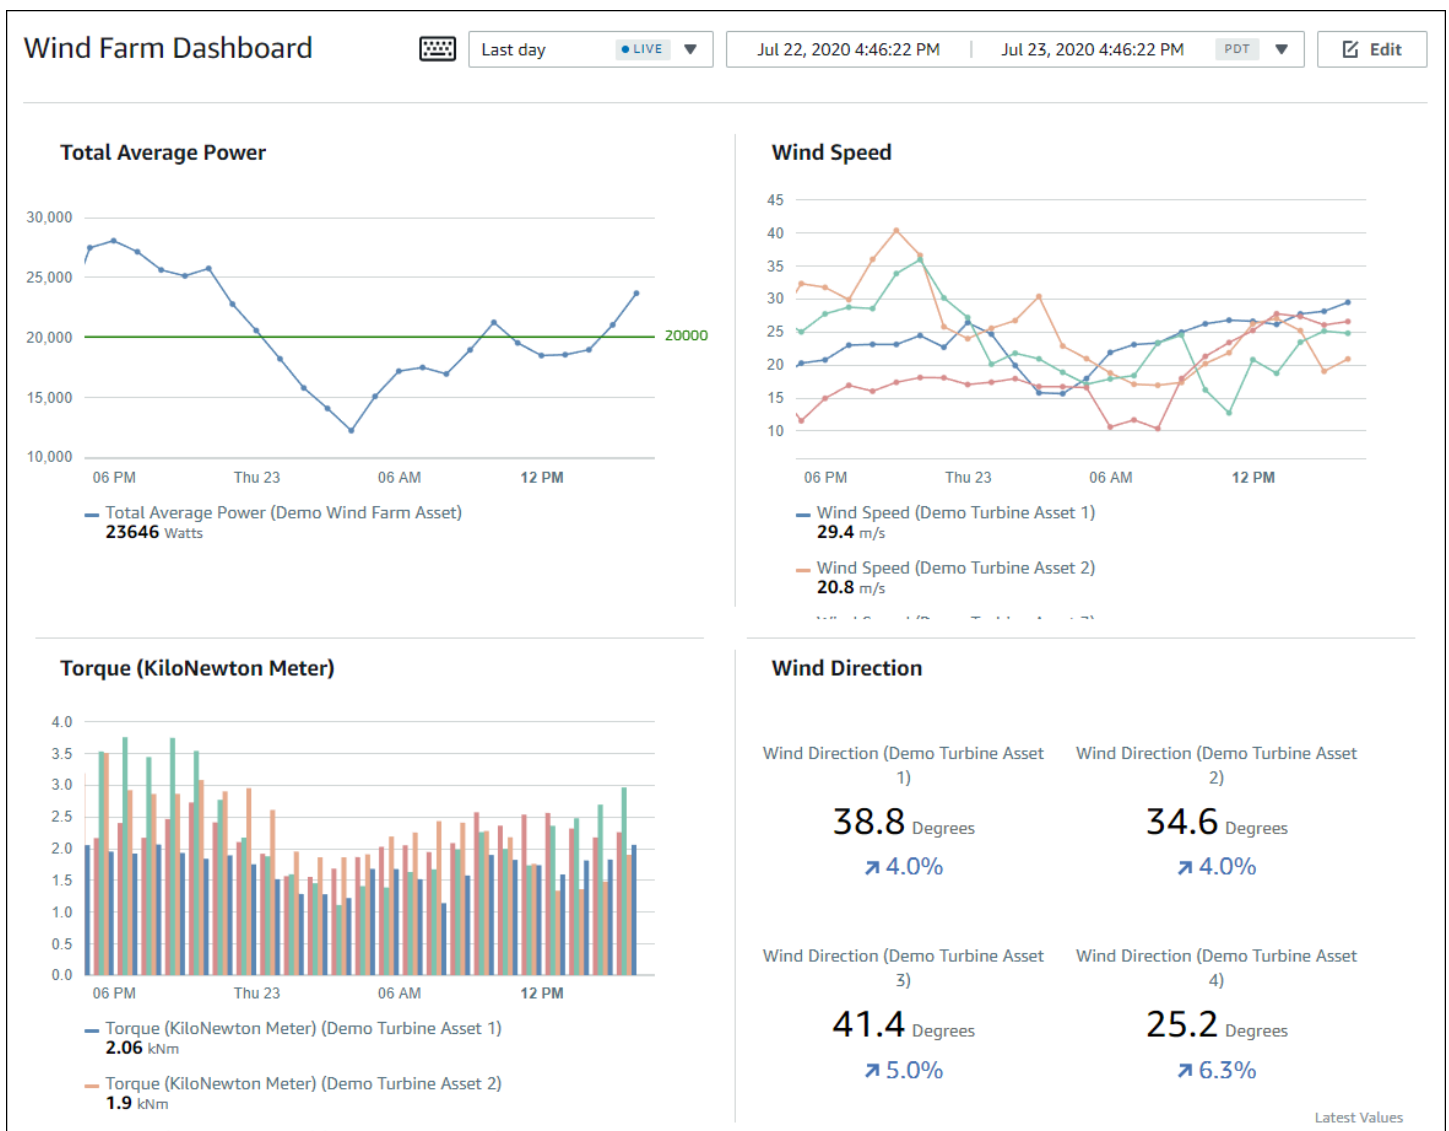 Wind Farm Dashboard
Last day
LIVE
Jul 22, 2020 4:46:22 PM
Jul 23, 2020 4:46:22 PM
PDT
Edit
Total Average Power
30,000
25,000
20,000
15,000
10,000
20000
06 PM
Thu 23
06 AM
12 PM
Total Average Power (Demo Wind Farm Asset)
23646 Watts
Wind Speed
45
40
35
30
25
20
15
10
06 PM
Thu 23
06 AM
12 PM
Wind Speed (Demo Turbine Asset 1)
29.4 m/s
Wind Speed (Demo Turbine Asset 2)
20.8 m/s
Torque (KiloNewton Meter)
4.0
3.5
3.0
2.5
2.0
1.5
1.0
0.5
0.0
06 PM
Thu 23
06 AM
12 PM
Torque (KiloNewton Meter) (Demo Turbine Asset 1)
2.06 kNm
Torque (KiloNewton Meter) (Demo Turbine Asset 2)
1.9 kNm
Wind Direction
Wind Direction (Demo Turbine Asset
1)
38.8 Degrees
4.0%
Wind Direction (Demo Turbine Asset
2)
34.6 Degrees
4.0%
Wind Direction (Demo Turbine Asset
3)
41.4 Degrees
5.0%
Wind Direction (Demo Turbine Asset
4)
25.2 Degrees
6.3%
Latest Values